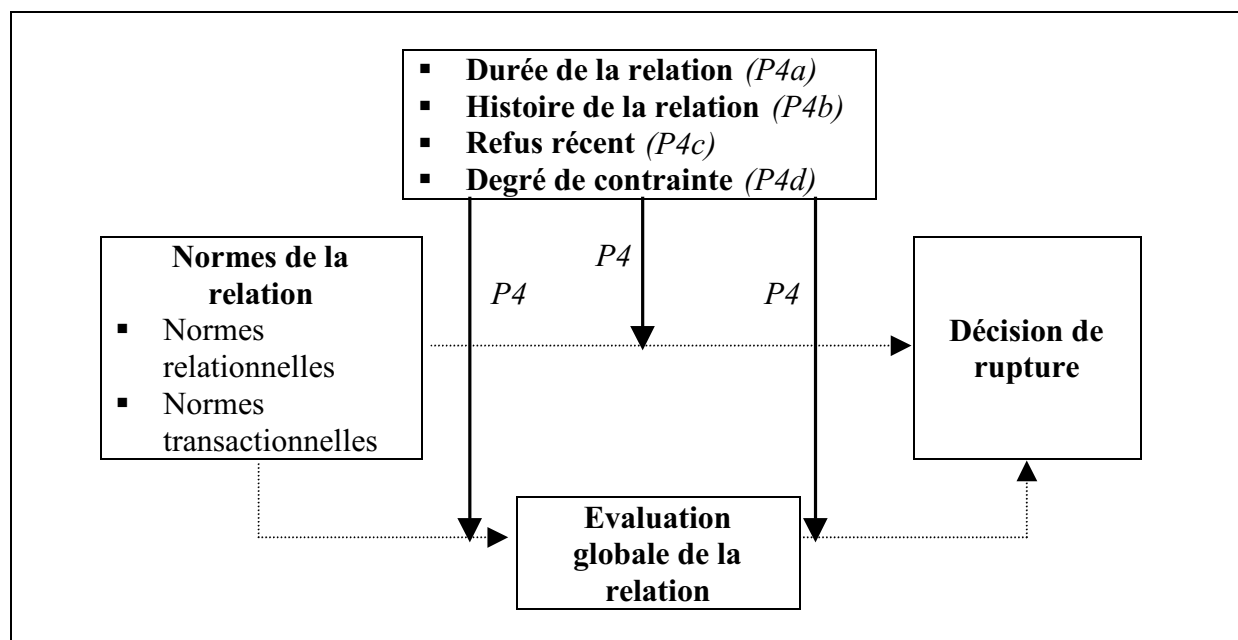 ▪ Durée de la relation (P4a)
▪ Histoire de la relation (P4b)
▪ Refus récent (P4c)
▪ Degré de contrainte (P4d)
Normes de la
relation
▪ Normes
relationnelles
▪ Normes
transactionnelles
P4
P4
P4
Décision de
rupture
Evaluation
globale de la
relation